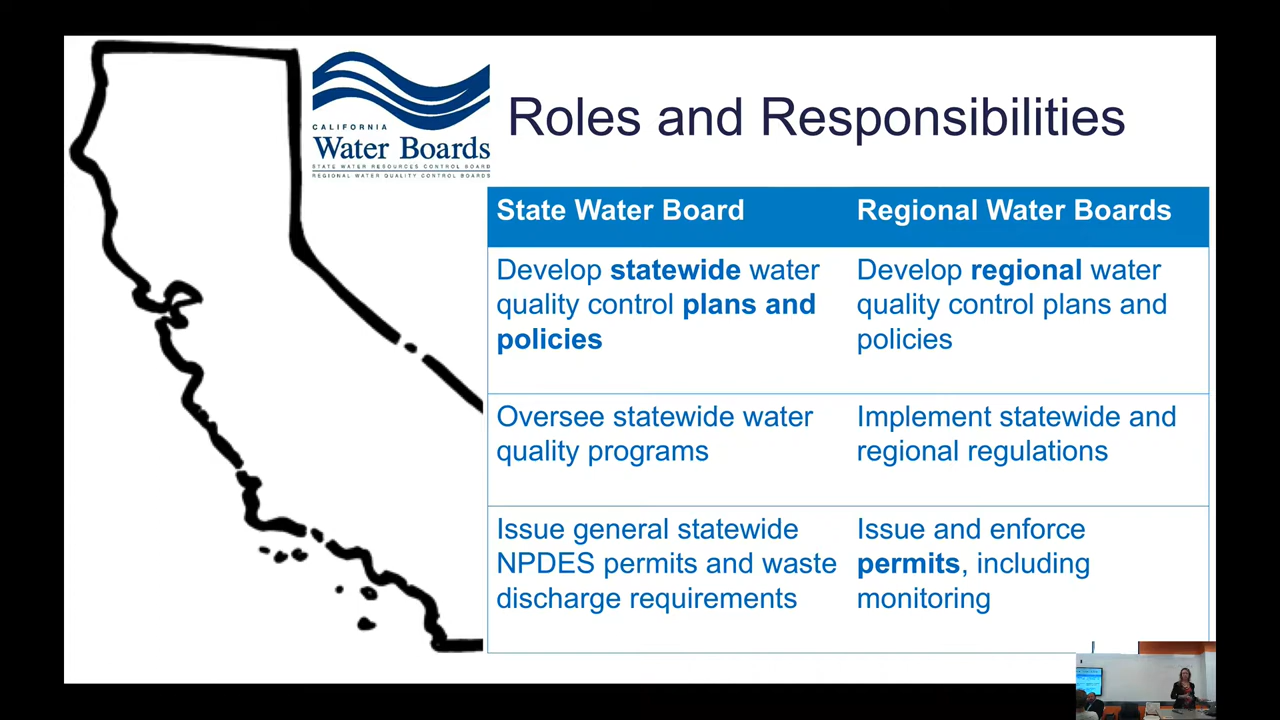 CALIFORNIA
Water Boards
STATE WATER RESOURCES CONTROL BOARD
REGIONAL WATER QUALITY CONTROL BOARDS
Roles and Responsibilities
State Water Board
Regional Water Boards
Develop statewide water
quality control plans and
policies
Develop regional water
quality control plans and
policies
Oversee statewide water
quality programs
Implement statewide and
regional regulations
Issue general statewide
NPDES permits and waste
discharge requirements
Issue and enforce
permits, including
monitoring